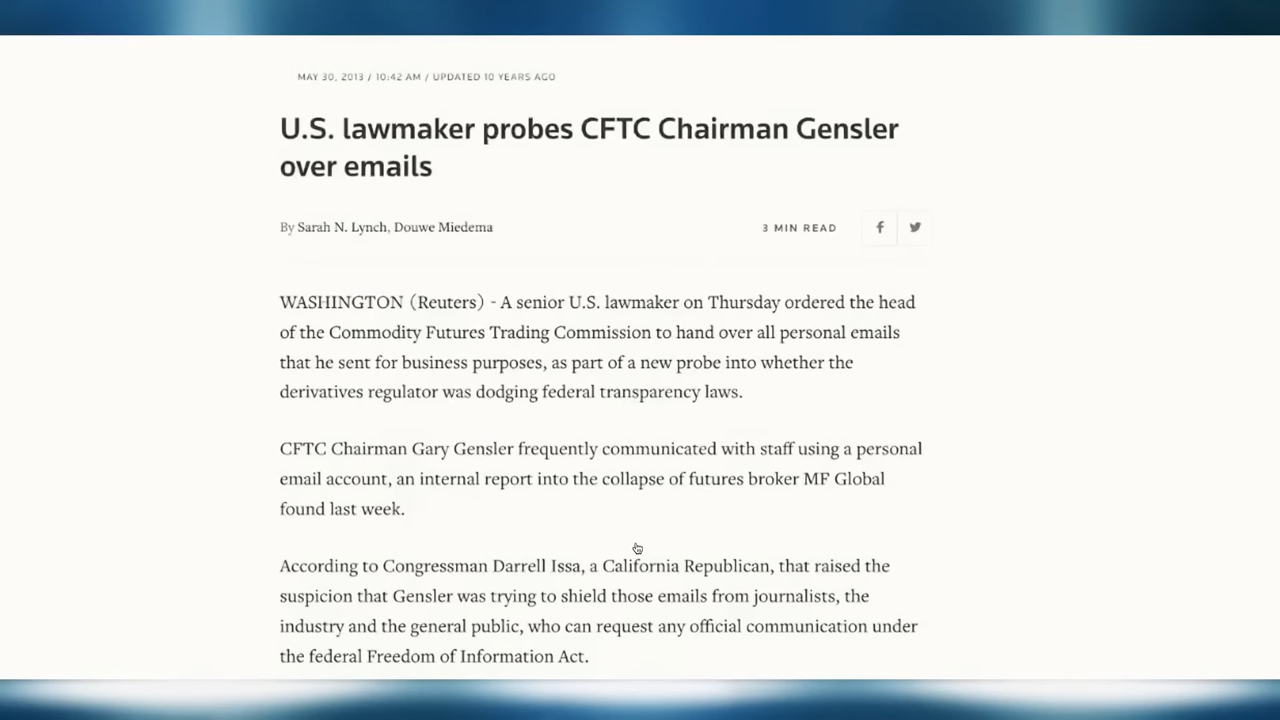 MAY 30, 2013 / 10:42 AM / UPDATED 10 YEARS AGO
U.S. lawmaker probes CFTC Chairman Gensler
over emails
By Sarah N. Lynch, Douwe Miedema
3 MIN READ
WASHINGTON (Reuters) - A senior U.S. lawmaker on Thursday ordered the head
of the Commodity Futures Trading Commission to hand over all personal emails
that he sent for business purposes, as part of a new probe into whether the
derivatives regulator was dodging federal transparency laws.
CFTC Chairman Gary Gensler frequently communicated with staff using a personal
email account, an internal report into the collapse of futures broker MF Global
found last week.
According to Congressman Darrell Issa, a California Republican, that raised the
suspicion that Gensler was trying to shield those emails from journalists, the
industry and the general public, who can request any official communication under
the federal Freedom of Information Act.